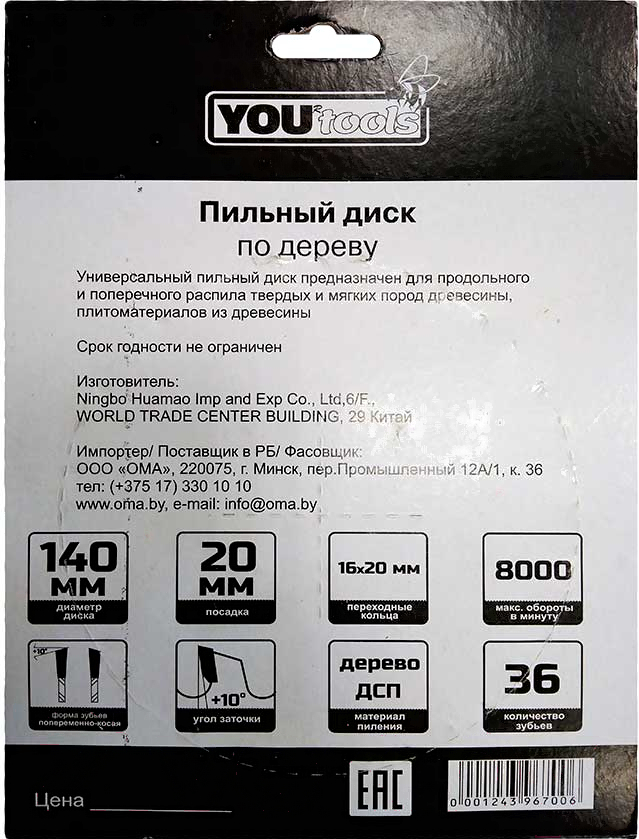 YOU tools
Пильный диск
по дереву
Универсальный пильный диск предназначен для продольного
и поперечного распила твердых и мягких пород древесины,
плитоматериалов из древесины
Срок годности не ограничен
Изготовитель:
Ningbo Huamao Imp and Exp Co., Ltd,6/F.,
WORLD TRADE CENTER BUILDING, 29 Китай
Импортер/ Поставщик в РБ/ Фасовщик:
ООО «ОМА», 220075, г. Минск, пер.Промышленный 12А/1, к. 36
тел: (+375 17) 330 10 10
www.oma.by, e-mail: info@oma.by
140
мм
диаметр
диска
20
мм
посадка
16x20 мм
переходные
кольца
8000
макс. обороты
в минуту
+10°
форма зубьев
попеременно-косая
+10°
угол заточки
дерево
ДСП
материал
пиления
36
количество
зубьев
Цена
EAC
0 001243 967006